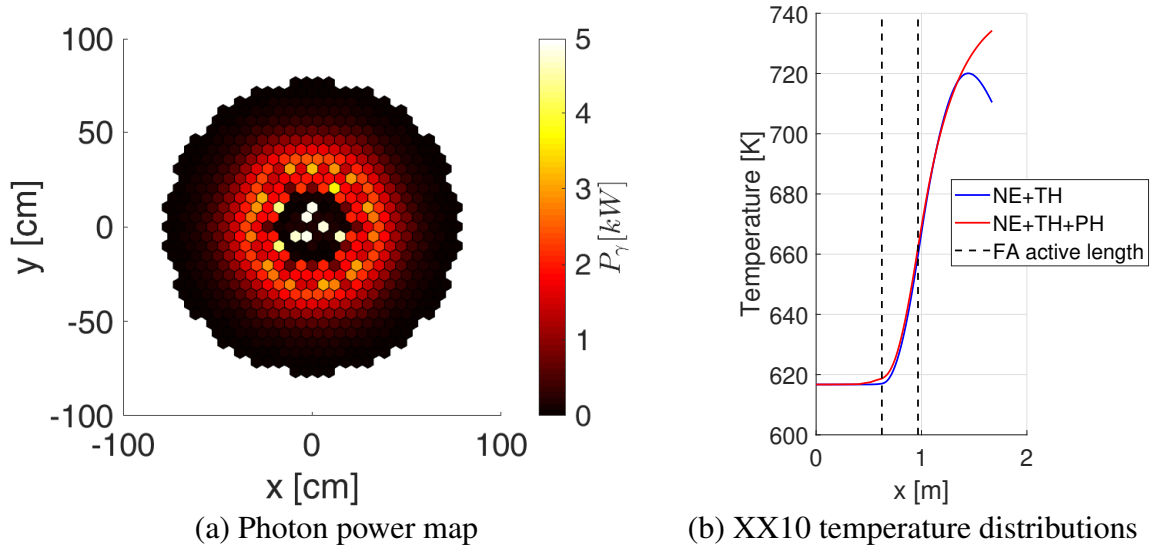 100
50
0
-50
-100
y [cm]
-100
0
100
x [cm]
5
4
3
2
1
0
Pγ[kW]
(a) Photon power map
740
720
700
680
660
640
620
600
Temperature [K]
0
1
2
x [m]
NE+TH
NE+TH+PH
FA active length
(b) XX10 temperature distributions